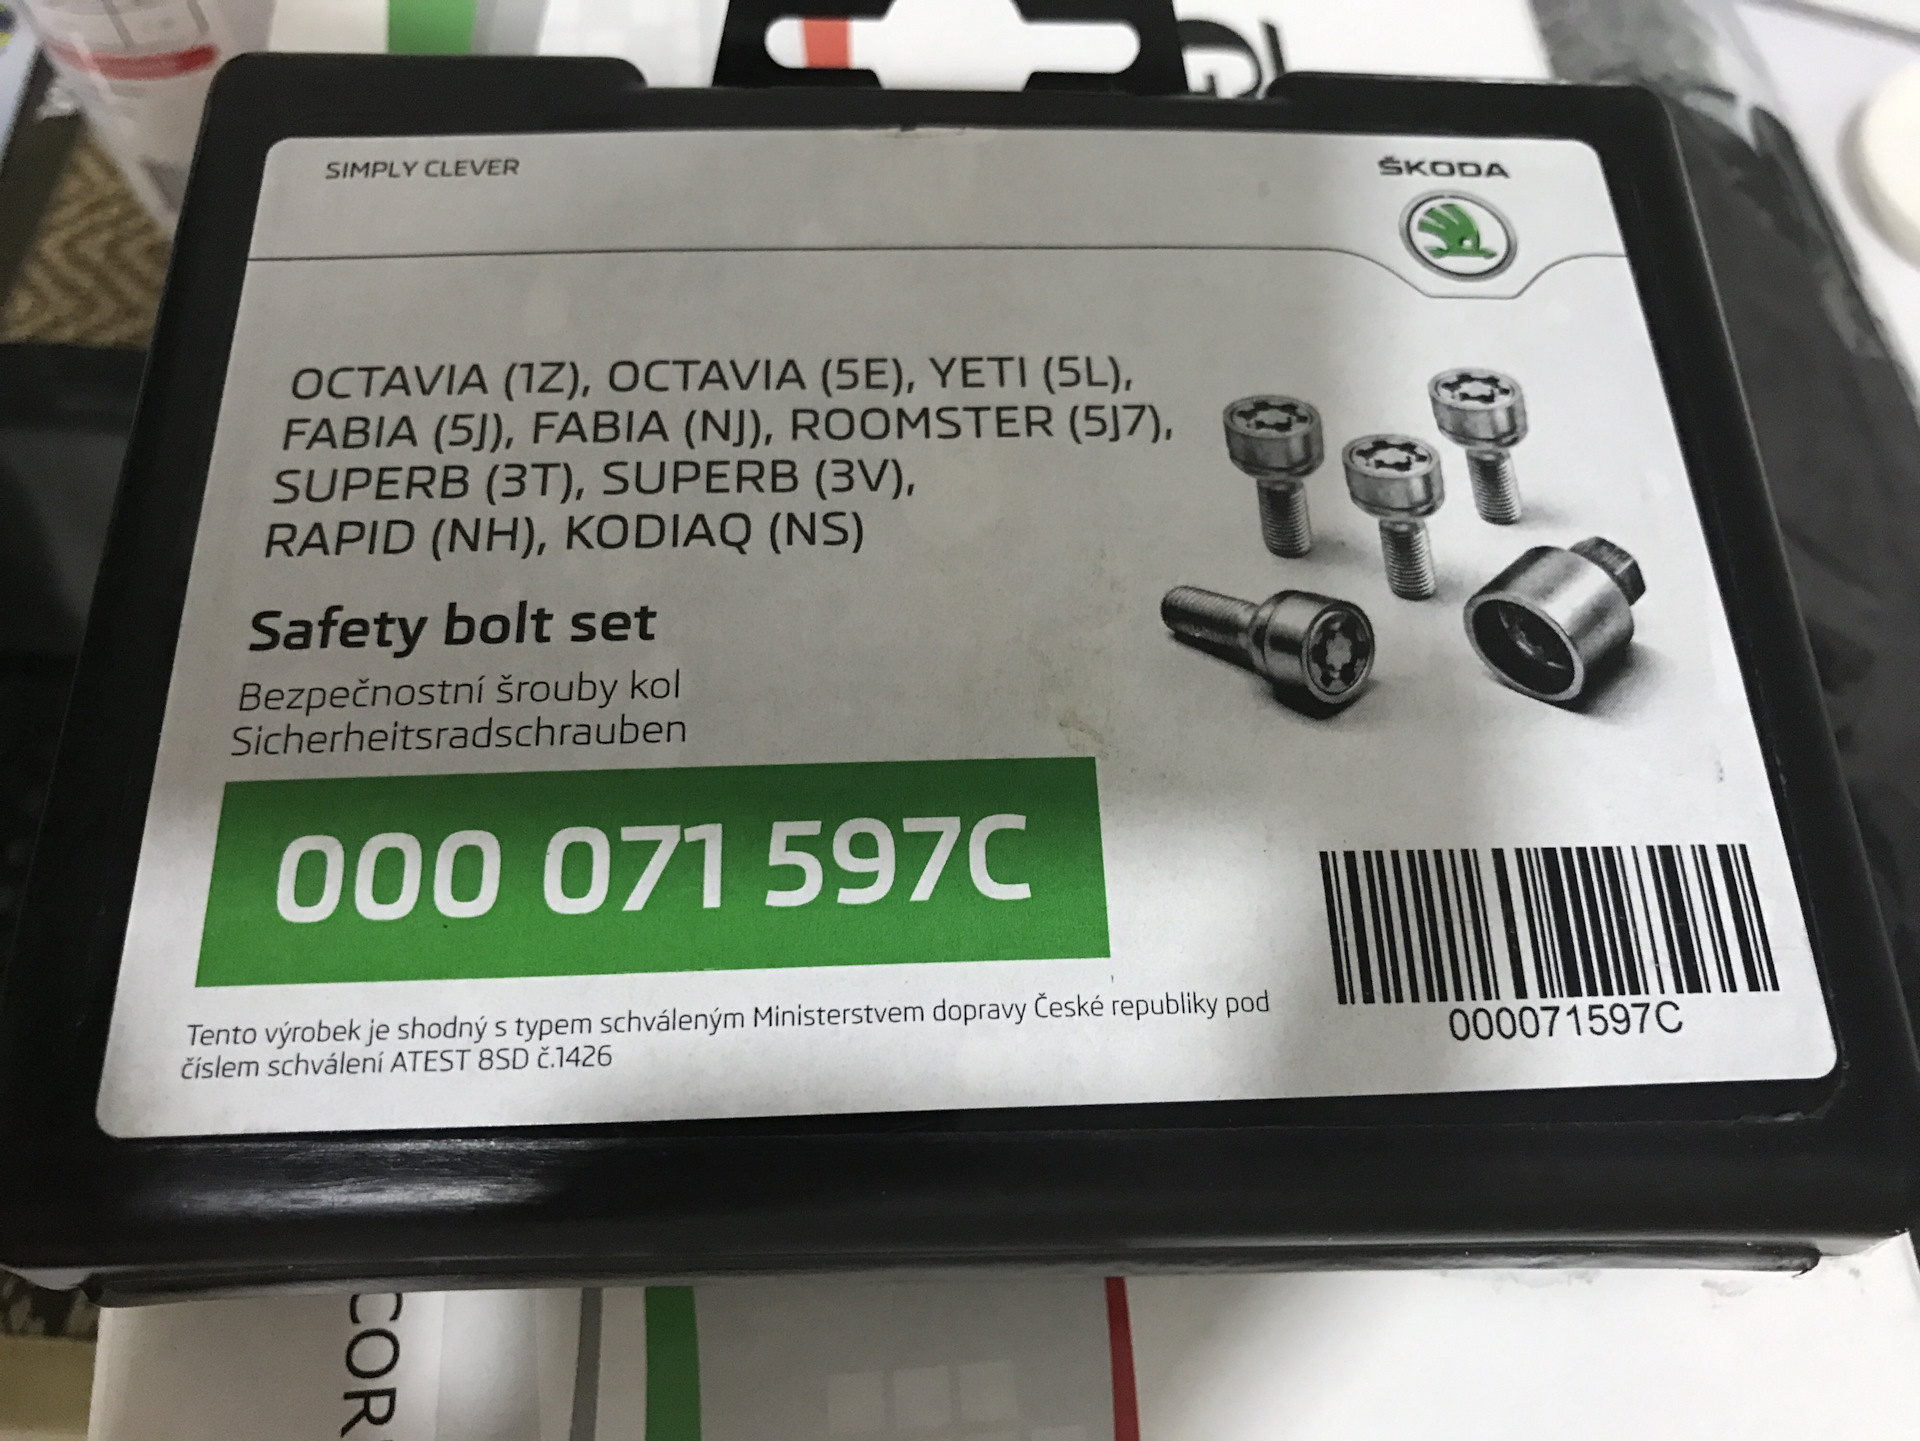 SIMPLY CLEVER
ŠKODA
OCTAVIA (1Z), OCTAVIA (5E), YETI (5L),
FABIA (5J), FABIA (NJ), ROOMSTER (5J7),
SUPERB (3T), SUPERB (3V),
RAPID (NH), KODIAQ (NS)
Safety bolt set
Bezpečnostní šrouby kol
Sicherheitsradschrauben
000 071 597C
000071597C
Tento výrobek je shodný s typem schváleným Ministerstvem dopravy České republiky pod
číslem schválení ATEST 8SD č.1426